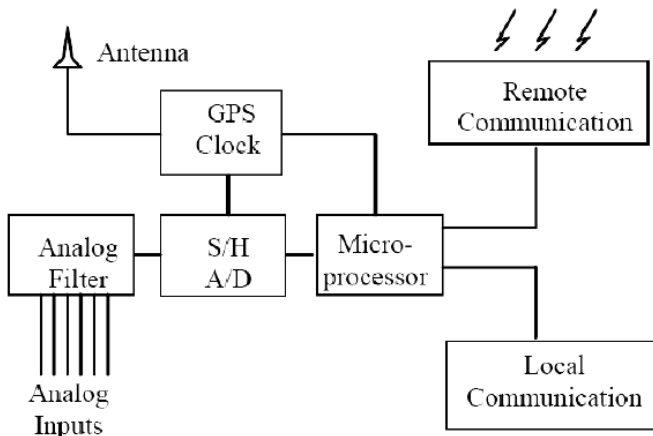 Antenna
GPS
Clock
Remote
Communication
Analog
Filter
S/H
A/D
Micro-
processor
Analog
Inputs
Local
Communication